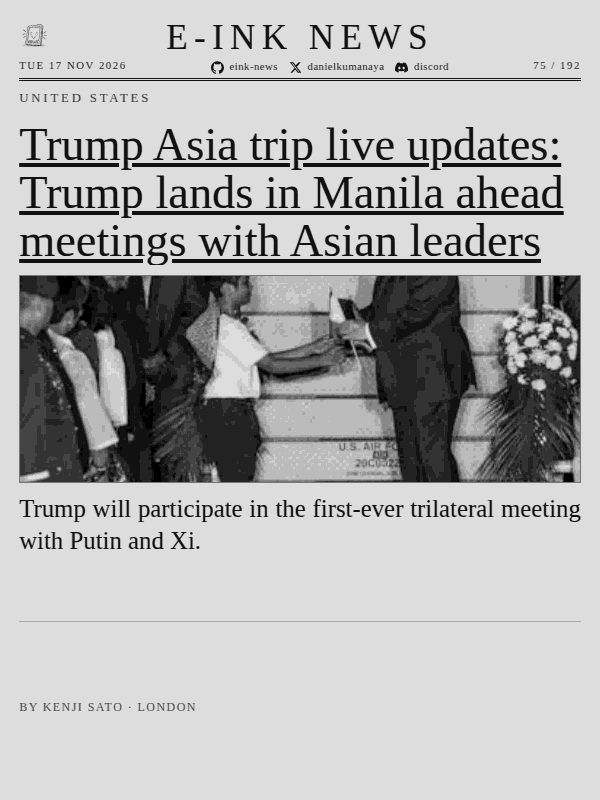 E-INK NEWS
TUE 17 NOV 2026
eink-news danielkumanaya discord
75 / 192
UNITED STATES
Trump Asia trip live updates:
Trump lands in Manila ahead
meetings with Asian leaders
U.S. AIR FO
Trump will participate in the first-ever trilateral meeting
with Putin and Xi.
BY KENJI SATO · LONDON